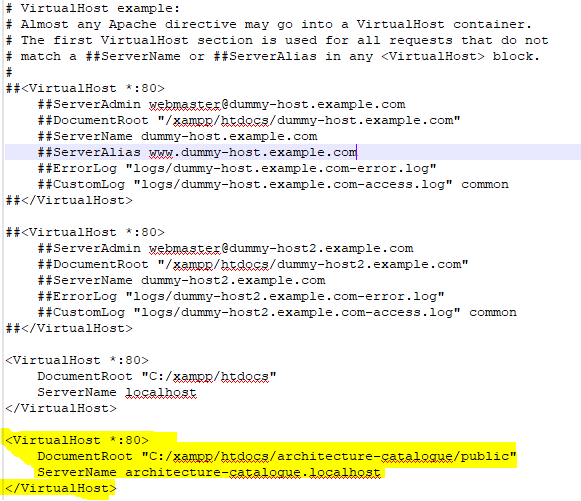 # VirtualHost example:
# Almost any Apache directive may go into a VirtualHost container.
# The first VirtualHost section is used for all requests that do not
# match a ##ServerName or ##ServerAlias in any <VirtualHost> block.
#
##<VirtualHost *:80>
    ##ServerAdmin webmaster@dummy-host.example.com
    ##DocumentRoot "/xampp/htdocs/dummy-host.example.com"
    ##ServerName dummy-host.example.com
    ##ServerAlias www.dummy-host.example.com
    ##ErrorLog "logs/dummy-host.example.com-error.log"
    ##CustomLog "logs/dummy-host.example.com-access.log" common
##</VirtualHost>

##<VirtualHost *:80>
    ##ServerAdmin webmaster@dummy-host2.example.com
    ##DocumentRoot "/xampp/htdocs/dummy-host2.example.com"
    ##ServerName dummy-host2.example.com
    ##ErrorLog "logs/dummy-host2.example.com-error.log"
    ##CustomLog "logs/dummy-host2.example.com-access.log" common
##</VirtualHost>

<VirtualHost *:80>
    DocumentRoot "C:/xampp/htdocs"
    ServerName localhost
</VirtualHost>

<VirtualHost *:80>
    DocumentRoot "C:/xampp/htdocs/architecture-catalogue/public"
    ServerName architecture-catalogue.localhost
</VirtualHost>